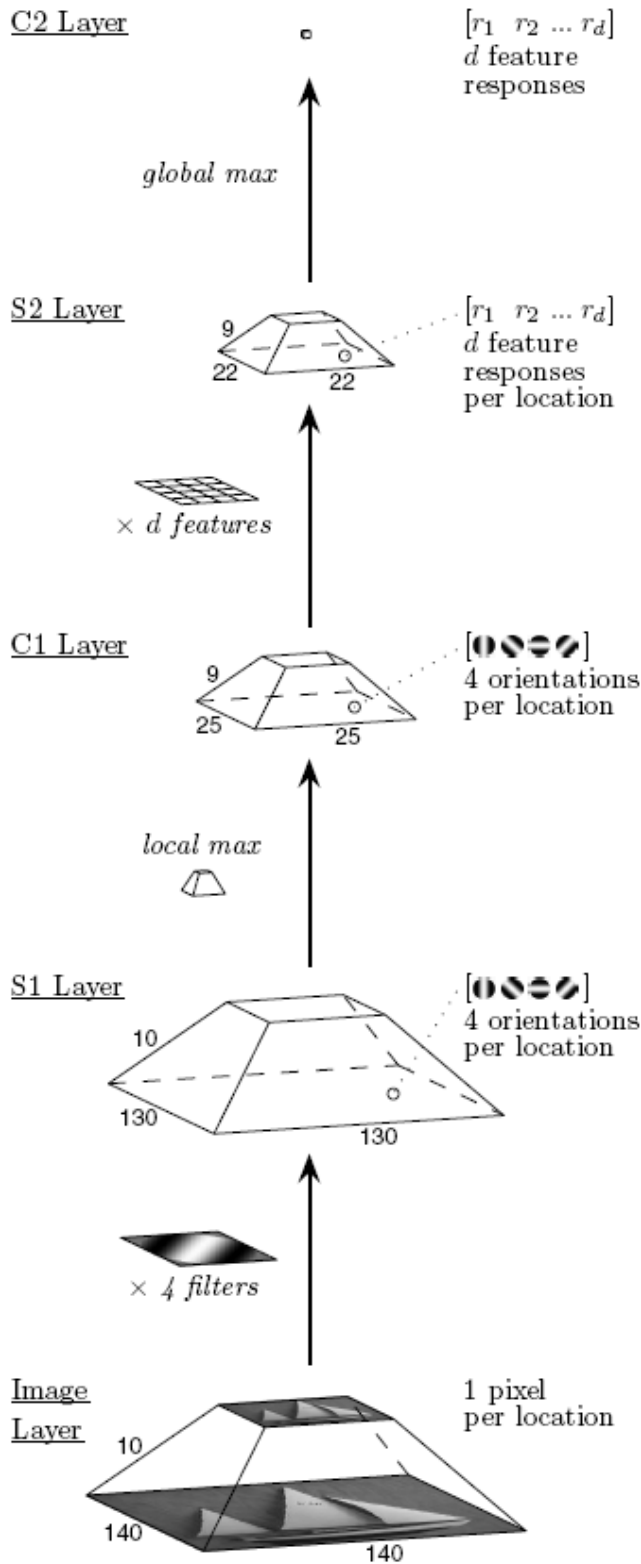 C2 Layer
[r₁ r₂ ... r_d]
d feature
responses
global max
S2 Layer
[r₁ r₂ ... r_d]
d feature
responses
per location
9
22
22
× d features
C1 Layer
[ ]
4 orientations
per location
9
25
25
local max
S1 Layer
[ ]
4 orientations
per location
10
130
130
× 4 filters
Image
Layer
1 pixel
per location
10
140
140